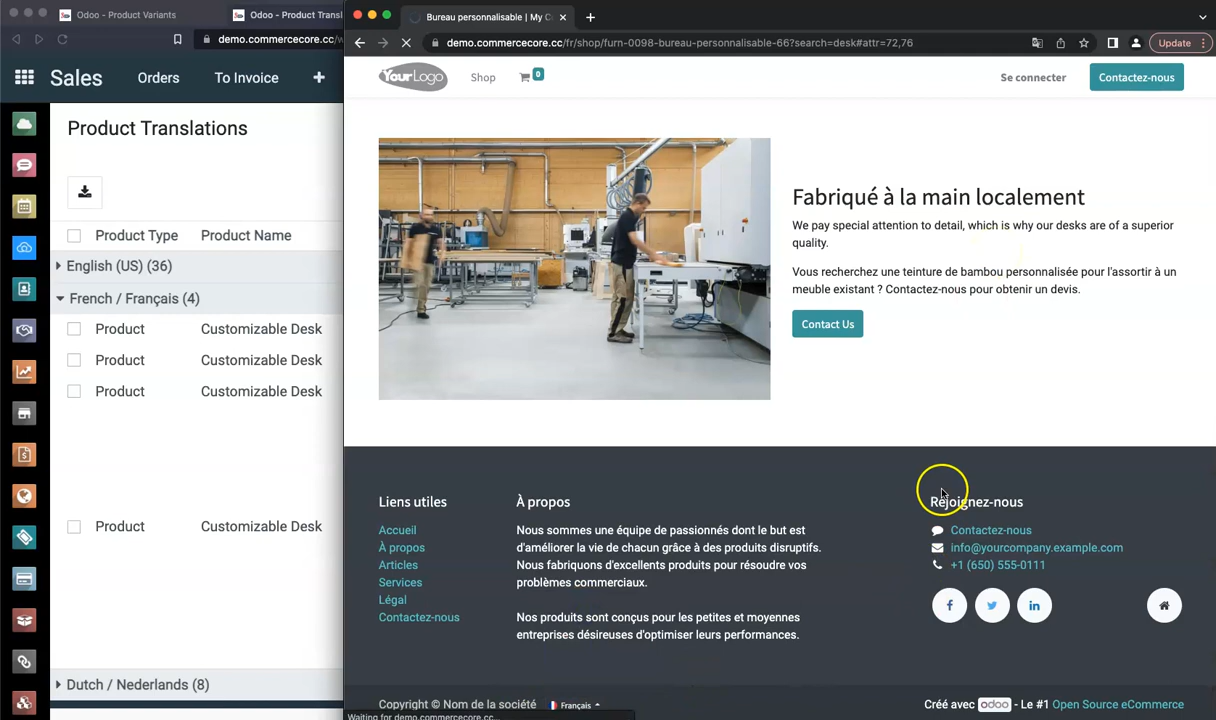 Odoo - Product Variants
Odoo - Product Transl
demo.commercecore.cc/w
Sales
Orders
To Invoice
Product Translations
Product Type
Product Name
English (US) (36)
French / Français (4)
Product
Customizable Desk
Product
Customizable Desk
Product
Customizable Desk
Product
Customizable Desk
Dutch / Nederlands (8)
Bureau personnalisable | My C
demo.commercecore.cc/fr/shop/furn-0098-bureau-personnalisable-66?search=desk#attr=72,76
Update
YourLogo
Shop
0
Se connecter
Contactez-nous
Fabriqué à la main localement
We pay special attention to detail, which is why our desks are of a superior
quality.
Vous recherchez une teinture de bambou personnalisée pour l'assortir à un
meuble existant ? Contactez-nous pour obtenir un devis.
Contact Us
Liens utiles
Accueil
À propos
Articles
Services
Légal
Contactez-nous
À propos
Nous sommes une équipe de passionnés dont le but est
d'améliorer la vie de chacun grâce à des produits disruptifs.
Nous fabriquons d'excellents produits pour résoudre vos
problèmes commerciaux.
Nos produits sont conçus pour les petites et moyennes
entreprises désireuses d'optimiser leurs performances.
Rejoignez-nous
Contactez-nous
info@yourcompany.example.com
+1 (650) 555-0111
Copyright © Nom de la société
Français
Créé avec odoo - Le #1 Open Source eCommerce
Waiting for demo.commercecore.cc...